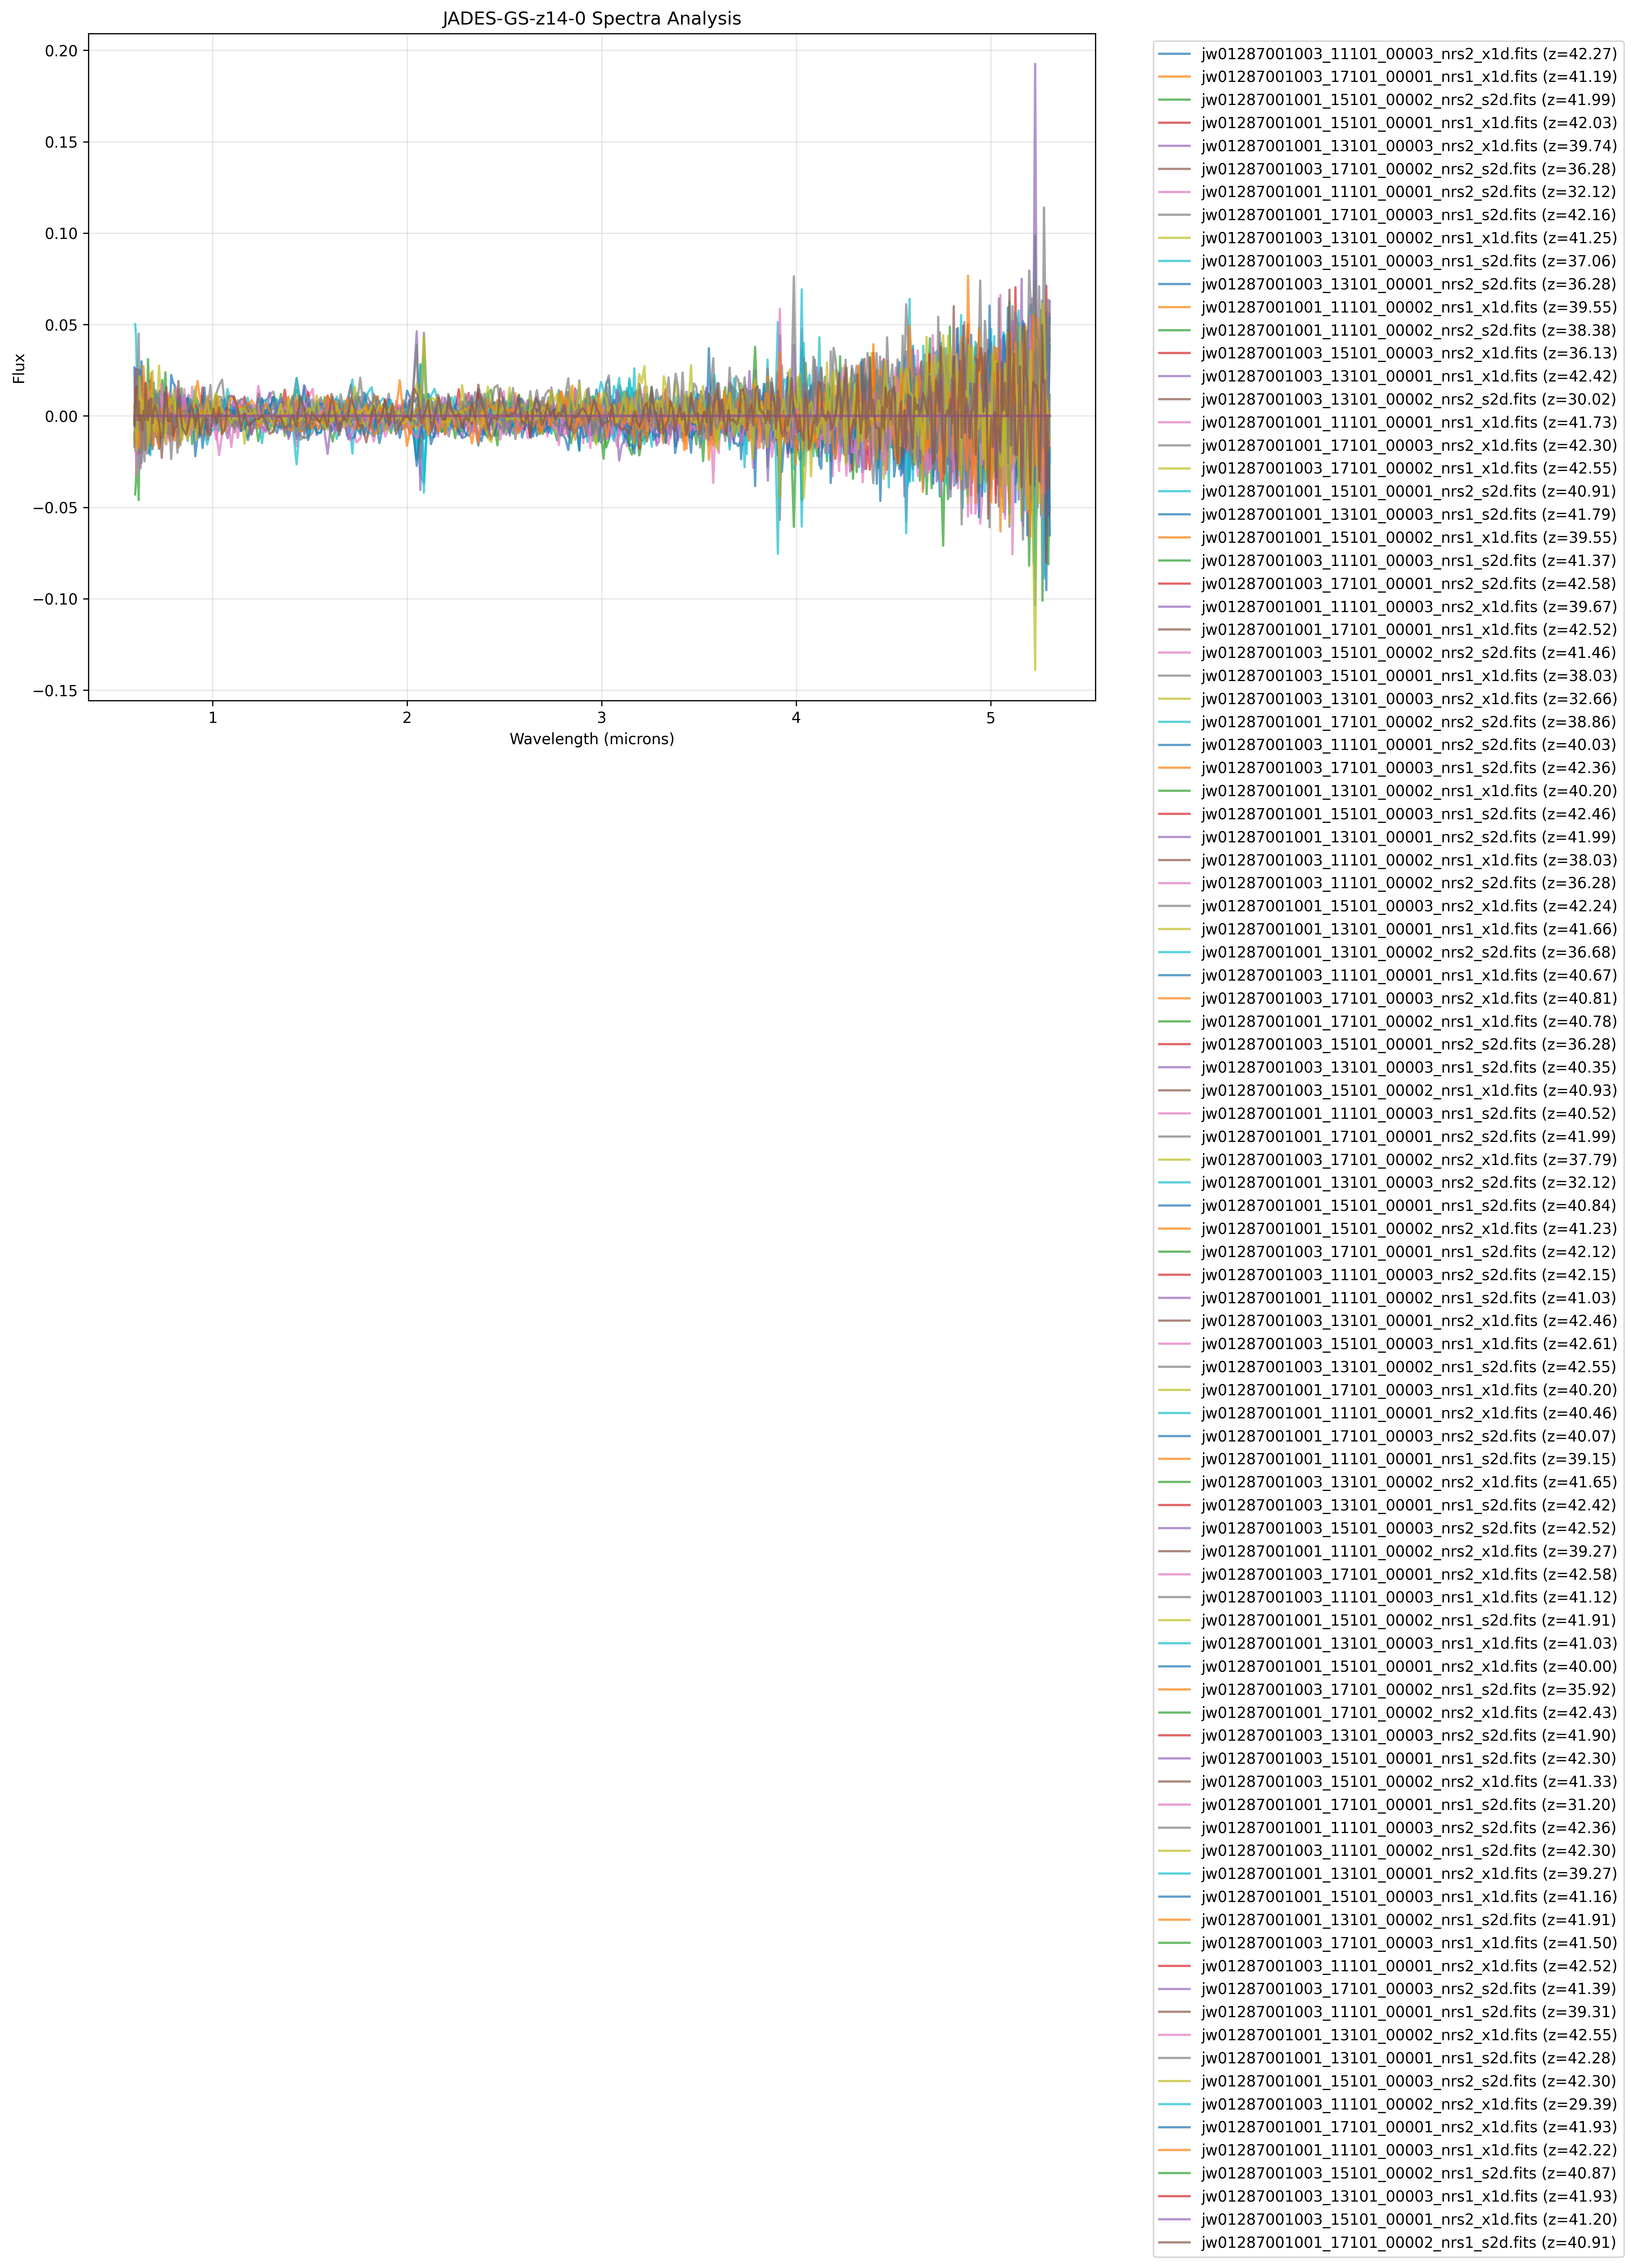 JADES-GS-z14-0 Spectra Analysis
0.20
0.15
0.10
0.05
0.00
−0.05
−0.10
−0.15
Flux
1 2 3 4 5
Wavelength (microns)
jw01287001003_11101_00003_nrs2_x1d.fits (z=42.27)
jw01287001003_17101_00001_nrs1_x1d.fits (z=41.19)
jw01287001001_15101_00002_nrs2_s2d.fits (z=41.99)
jw01287001001_15101_00001_nrs1_x1d.fits (z=42.03)
jw01287001001_13101_00003_nrs2_x1d.fits (z=39.74)
jw01287001003_17101_00002_nrs2_s2d.fits (z=36.28)
jw01287001001_11101_00001_nrs2_s2d.fits (z=32.12)
jw01287001001_17101_00003_nrs1_s2d.fits (z=42.16)
jw01287001003_13101_00002_nrs1_x1d.fits (z=41.25)
jw01287001003_15101_00003_nrs1_s2d.fits (z=37.06)
jw01287001003_13101_00001_nrs2_s2d.fits (z=36.28)
jw01287001001_11101_00002_nrs1_x1d.fits (z=39.55)
jw01287001001_11101_00002_nrs2_s2d.fits (z=38.38)
jw01287001003_15101_00003_nrs2_x1d.fits (z=36.13)
jw01287001003_13101_00001_nrs1_x1d.fits (z=42.42)
jw01287001003_13101_00002_nrs2_s2d.fits (z=30.02)
jw01287001001_11101_00001_nrs1_x1d.fits (z=41.73)
jw01287001001_17101_00003_nrs2_x1d.fits (z=42.30)
jw01287001003_17101_00002_nrs1_x1d.fits (z=42.55)
jw01287001001_15101_00001_nrs2_s2d.fits (z=40.91)
jw01287001001_13101_00003_nrs1_s2d.fits (z=41.79)
jw01287001001_15101_00002_nrs1_x1d.fits (z=39.55)
jw01287001003_11101_00003_nrs1_s2d.fits (z=41.37)
jw01287001003_17101_00001_nrs2_s2d.fits (z=42.58)
jw01287001001_11101_00003_nrs2_x1d.fits (z=39.67)
jw01287001001_17101_00001_nrs1_x1d.fits (z=42.52)
jw01287001003_15101_00002_nrs2_s2d.fits (z=41.46)
jw01287001003_15101_00001_nrs1_x1d.fits (z=38.03)
jw01287001003_13101_00003_nrs2_x1d.fits (z=32.66)
jw01287001001_17101_00002_nrs2_s2d.fits (z=38.86)
jw01287001003_11101_00001_nrs2_s2d.fits (z=40.03)
jw01287001003_17101_00003_nrs1_s2d.fits (z=42.36)
jw01287001001_13101_00002_nrs1_x1d.fits (z=40.20)
jw01287001001_15101_00003_nrs1_s2d.fits (z=42.46)
jw01287001001_13101_00001_nrs2_s2d.fits (z=41.99)
jw01287001003_11101_00002_nrs1_x1d.fits (z=38.03)
jw01287001003_11101_00002_nrs2_s2d.fits (z=36.28)
jw01287001001_15101_00003_nrs2_x1d.fits (z=42.24)
jw01287001001_13101_00001_nrs1_x1d.fits (z=41.66)
jw01287001001_13101_00002_nrs2_s2d.fits (z=36.68)
jw01287001003_11101_00001_nrs1_x1d.fits (z=40.67)
jw01287001003_17101_00003_nrs2_x1d.fits (z=40.81)
jw01287001001_17101_00002_nrs1_x1d.fits (z=40.78)
jw01287001003_15101_00001_nrs2_s2d.fits (z=36.28)
jw01287001003_13101_00003_nrs1_s2d.fits (z=40.35)
jw01287001003_15101_00002_nrs1_x1d.fits (z=40.93)
jw01287001001_11101_00003_nrs1_s2d.fits (z=40.52)
jw01287001001_17101_00001_nrs2_s2d.fits (z=41.99)
jw01287001003_17101_00002_nrs2_x1d.fits (z=37.79)
jw01287001001_13101_00003_nrs2_s2d.fits (z=32.12)
jw01287001001_15101_00001_nrs1_s2d.fits (z=40.84)
jw01287001001_15101_00002_nrs2_x1d.fits (z=41.23)
jw01287001003_17101_00001_nrs1_s2d.fits (z=42.12)
jw01287001003_11101_00003_nrs2_s2d.fits (z=42.15)
jw01287001001_11101_00002_nrs1_s2d.fits (z=41.03)
jw01287001003_13101_00001_nrs2_x1d.fits (z=42.46)
jw01287001003_15101_00003_nrs1_x1d.fits (z=42.61)
jw01287001003_13101_00002_nrs1_s2d.fits (z=42.55)
jw01287001001_17101_00003_nrs1_x1d.fits (z=40.20)
jw01287001001_11101_00001_nrs2_x1d.fits (z=40.46)
jw01287001001_17101_00003_nrs2_s2d.fits (z=40.07)
jw01287001001_11101_00001_nrs1_s2d.fits (z=39.15)
jw01287001003_13101_00002_nrs2_x1d.fits (z=41.65)
jw01287001003_13101_00001_nrs1_s2d.fits (z=42.42)
jw01287001003_15101_00003_nrs2_s2d.fits (z=42.52)
jw01287001001_11101_00002_nrs2_x1d.fits (z=39.27)
jw01287001003_17101_00001_nrs2_x1d.fits (z=42.58)
jw01287001003_11101_00003_nrs1_x1d.fits (z=41.12)
jw01287001001_15101_00002_nrs1_s2d.fits (z=41.91)
jw01287001001_13101_00003_nrs1_x1d.fits (z=41.03)
jw01287001001_15101_00001_nrs2_x1d.fits (z=40.00)
jw01287001003_17101_00002_nrs1_s2d.fits (z=35.92)
jw01287001001_17101_00002_nrs2_x1d.fits (z=42.43)
jw01287001003_13101_00003_nrs2_s2d.fits (z=41.90)
jw01287001003_15101_00001_nrs1_s2d.fits (z=42.30)
jw01287001003_15101_00002_nrs2_x1d.fits (z=41.33)
jw01287001001_17101_00001_nrs1_s2d.fits (z=31.20)
jw01287001001_11101_00003_nrs2_s2d.fits (z=42.36)
jw01287001003_11101_00002_nrs1_s2d.fits (z=42.30)
jw01287001001_13101_00001_nrs2_x1d.fits (z=39.27)
jw01287001001_15101_00003_nrs1_x1d.fits (z=41.16)
jw01287001001_13101_00002_nrs1_s2d.fits (z=41.91)
jw01287001003_17101_00003_nrs1_x1d.fits (z=41.50)
jw01287001003_11101_00001_nrs2_x1d.fits (z=42.52)
jw01287001003_17101_00003_nrs2_s2d.fits (z=41.39)
jw01287001003_11101_00001_nrs1_s2d.fits (z=39.31)
jw01287001001_13101_00002_nrs2_x1d.fits (z=42.55)
jw01287001001_13101_00001_nrs1_s2d.fits (z=42.28)
jw01287001001_15101_00003_nrs2_s2d.fits (z=42.30)
jw01287001003_11101_00002_nrs2_x1d.fits (z=29.39)
jw01287001001_17101_00001_nrs2_x1d.fits (z=41.93)
jw01287001001_11101_00003_nrs1_x1d.fits (z=42.22)
jw01287001003_15101_00002_nrs1_s2d.fits (z=40.87)
jw01287001003_13101_00003_nrs1_x1d.fits (z=41.93)
jw01287001003_15101_00001_nrs2_x1d.fits (z=41.20)
jw01287001001_17101_00002_nrs1_s2d.fits (z=40.91)